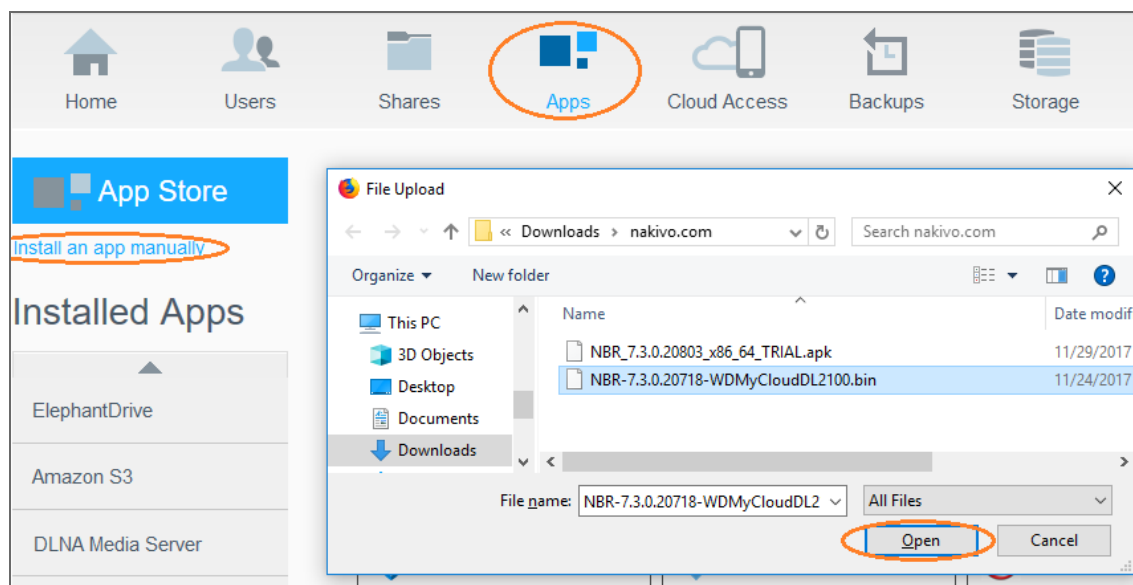 Home Users Shares Apps Cloud Access Backups Storage
App Store
Install an app manually
Installed Apps
ElephantDrive
Amazon S3
DLNA Media Server
File Upload
« Downloads › nakivo.com
Search nakivo.com
Organize New folder
This PC
3D Objects
Desktop
Documents
Downloads
Name Date modif
NBR_7.3.0.20803_x86_64_TRIAL.apk 11/29/2017
NBR-7.3.0.20718-WDMyCloudDL2100.bin 11/24/2017
File name: NBR-7.3.0.20718-WDMyCloudDL2 All Files
Open Cancel